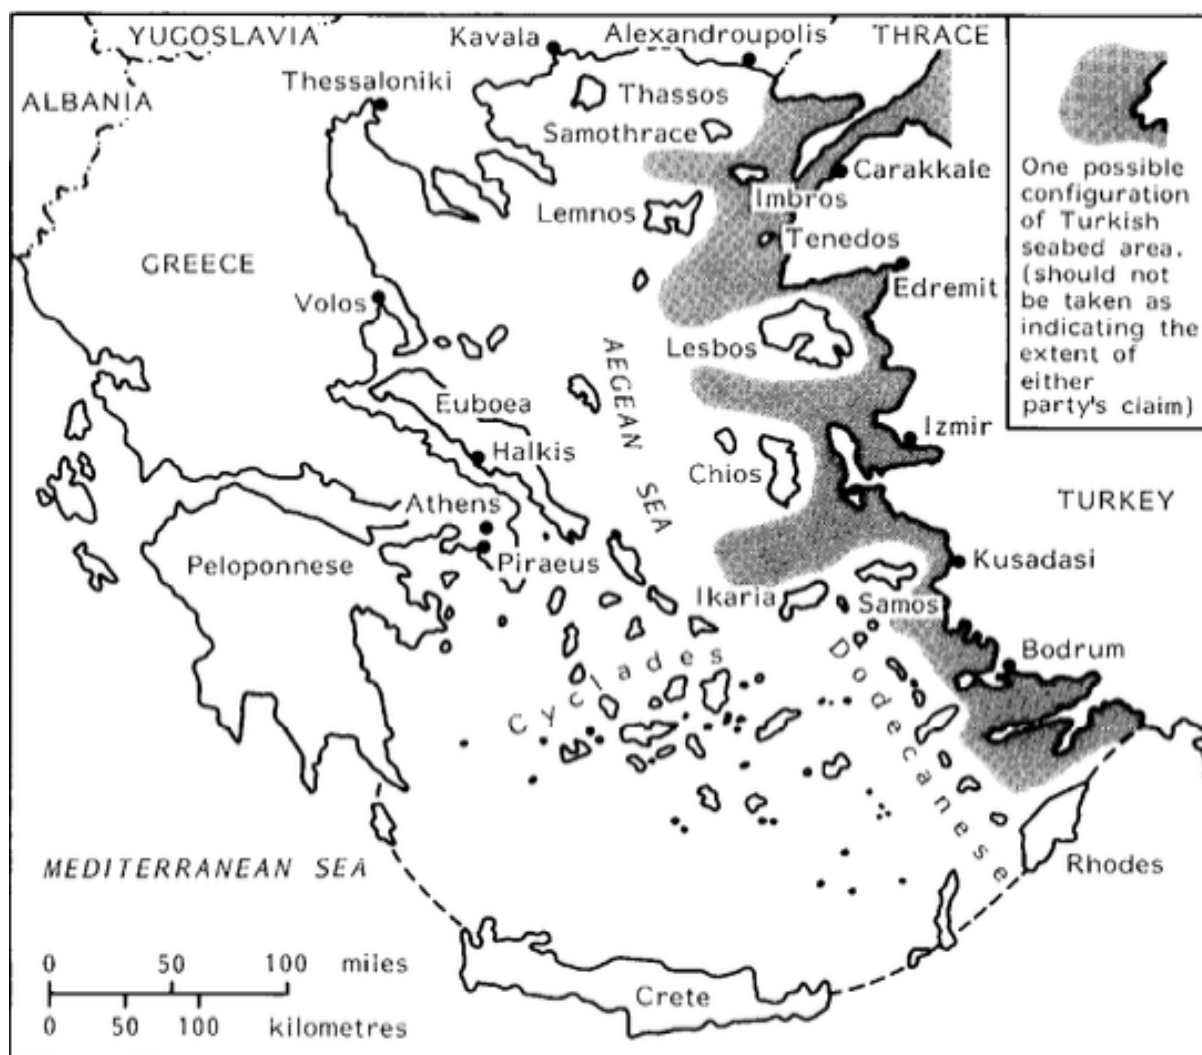 YUGOSLAVIA
Kavala
Alexandroupolis
THRACE
ALBANIA
Thessaloniki
Thassos
Samothrace
Carakkale
Imbros
Lemnos
Tenedos
GREECE
Edremit
Volos
Lesbos
AEGEAN SEA
Euboea
Izmir
Halkis
Chios
Athens
TURKEY
Peloponnese
Piraeus
Kusadasi
Ikaria
Samos
Bodrum
Cyclades
Dodecanese
MEDITERRANEAN SEA
Rhodes
Crete
One possible
configuration
of Turkish
seabed area.
(should not
be taken as
indicating the
extent of
either
party's claim)
0 50 100 miles
0 50 100 kilometres